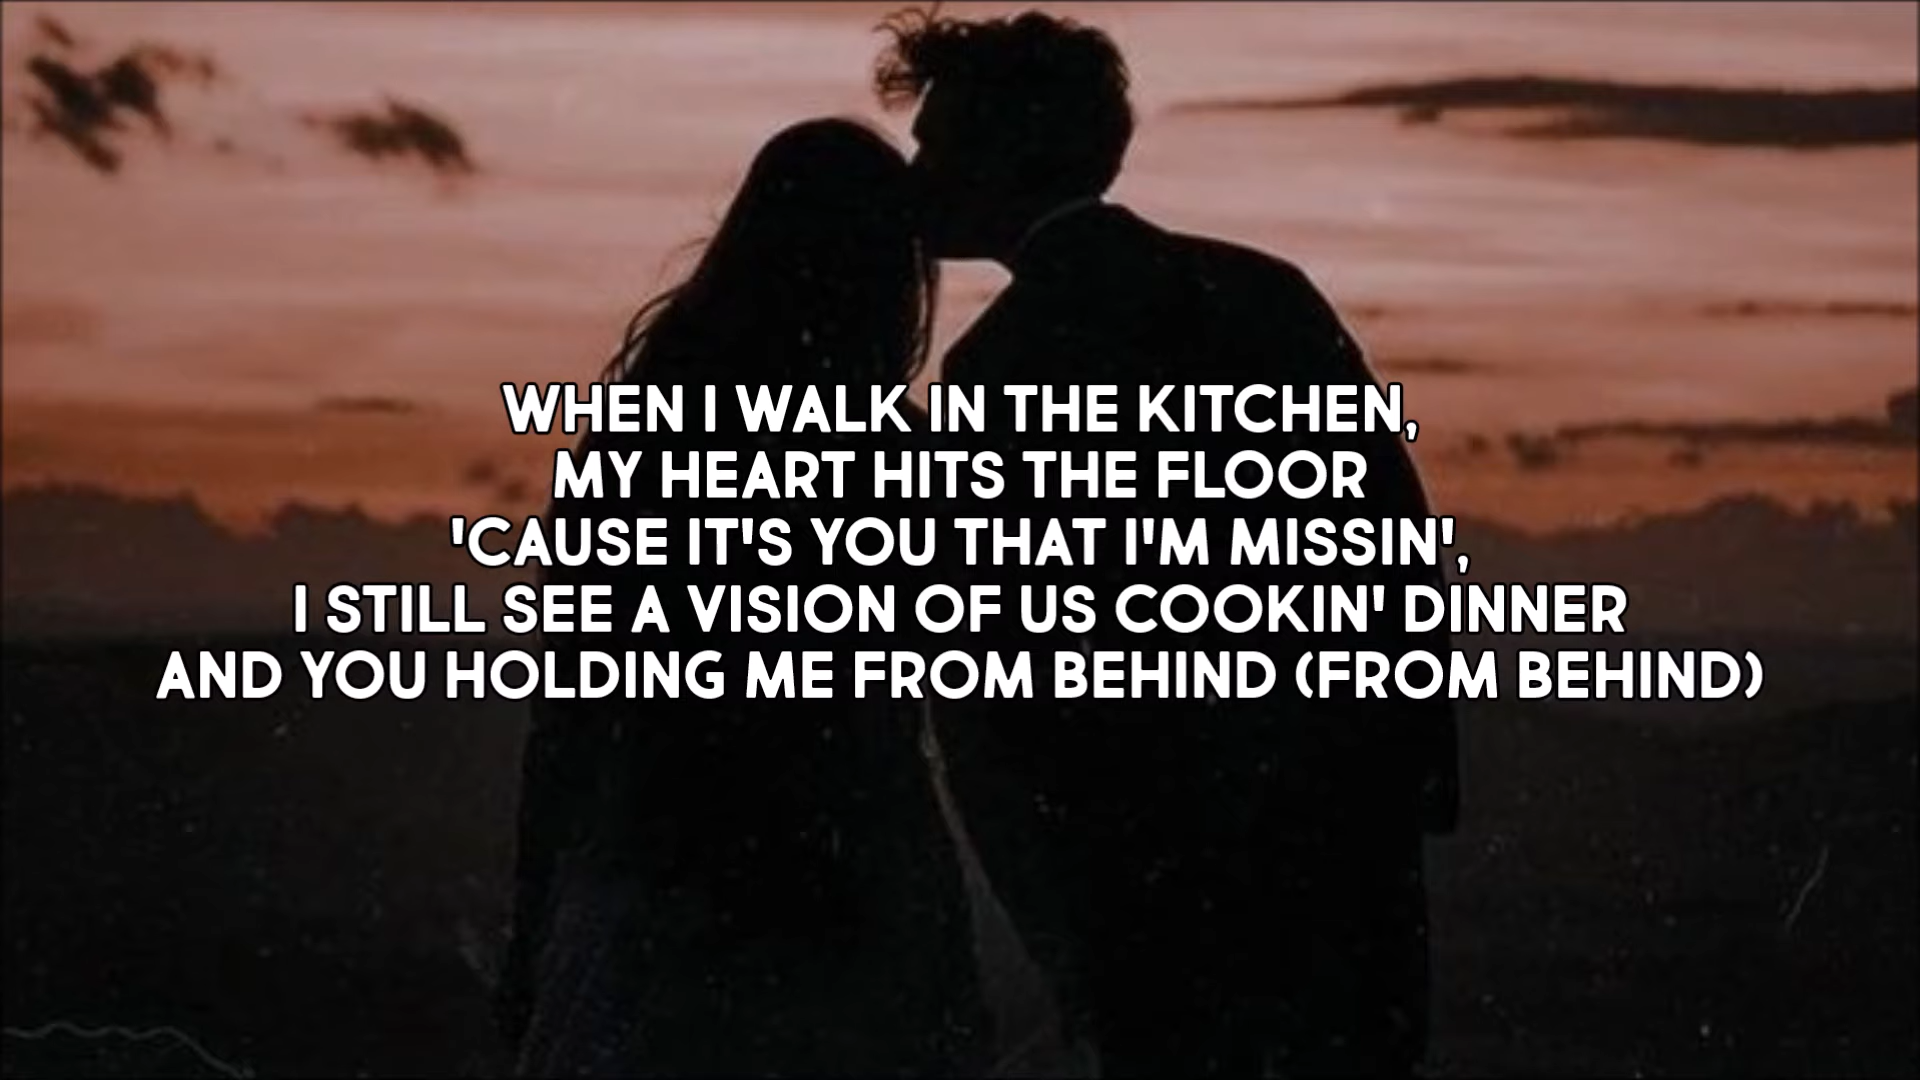 WHEN I WALK IN THE KITCHEN,
MY HEART HITS THE FLOOR
'CAUSE IT'S YOU THAT I'M MISSIN',
I STILL SEE A VISION OF US COOKIN' DINNER
AND YOU HOLDING ME FROM BEHIND (FROM BEHIND)